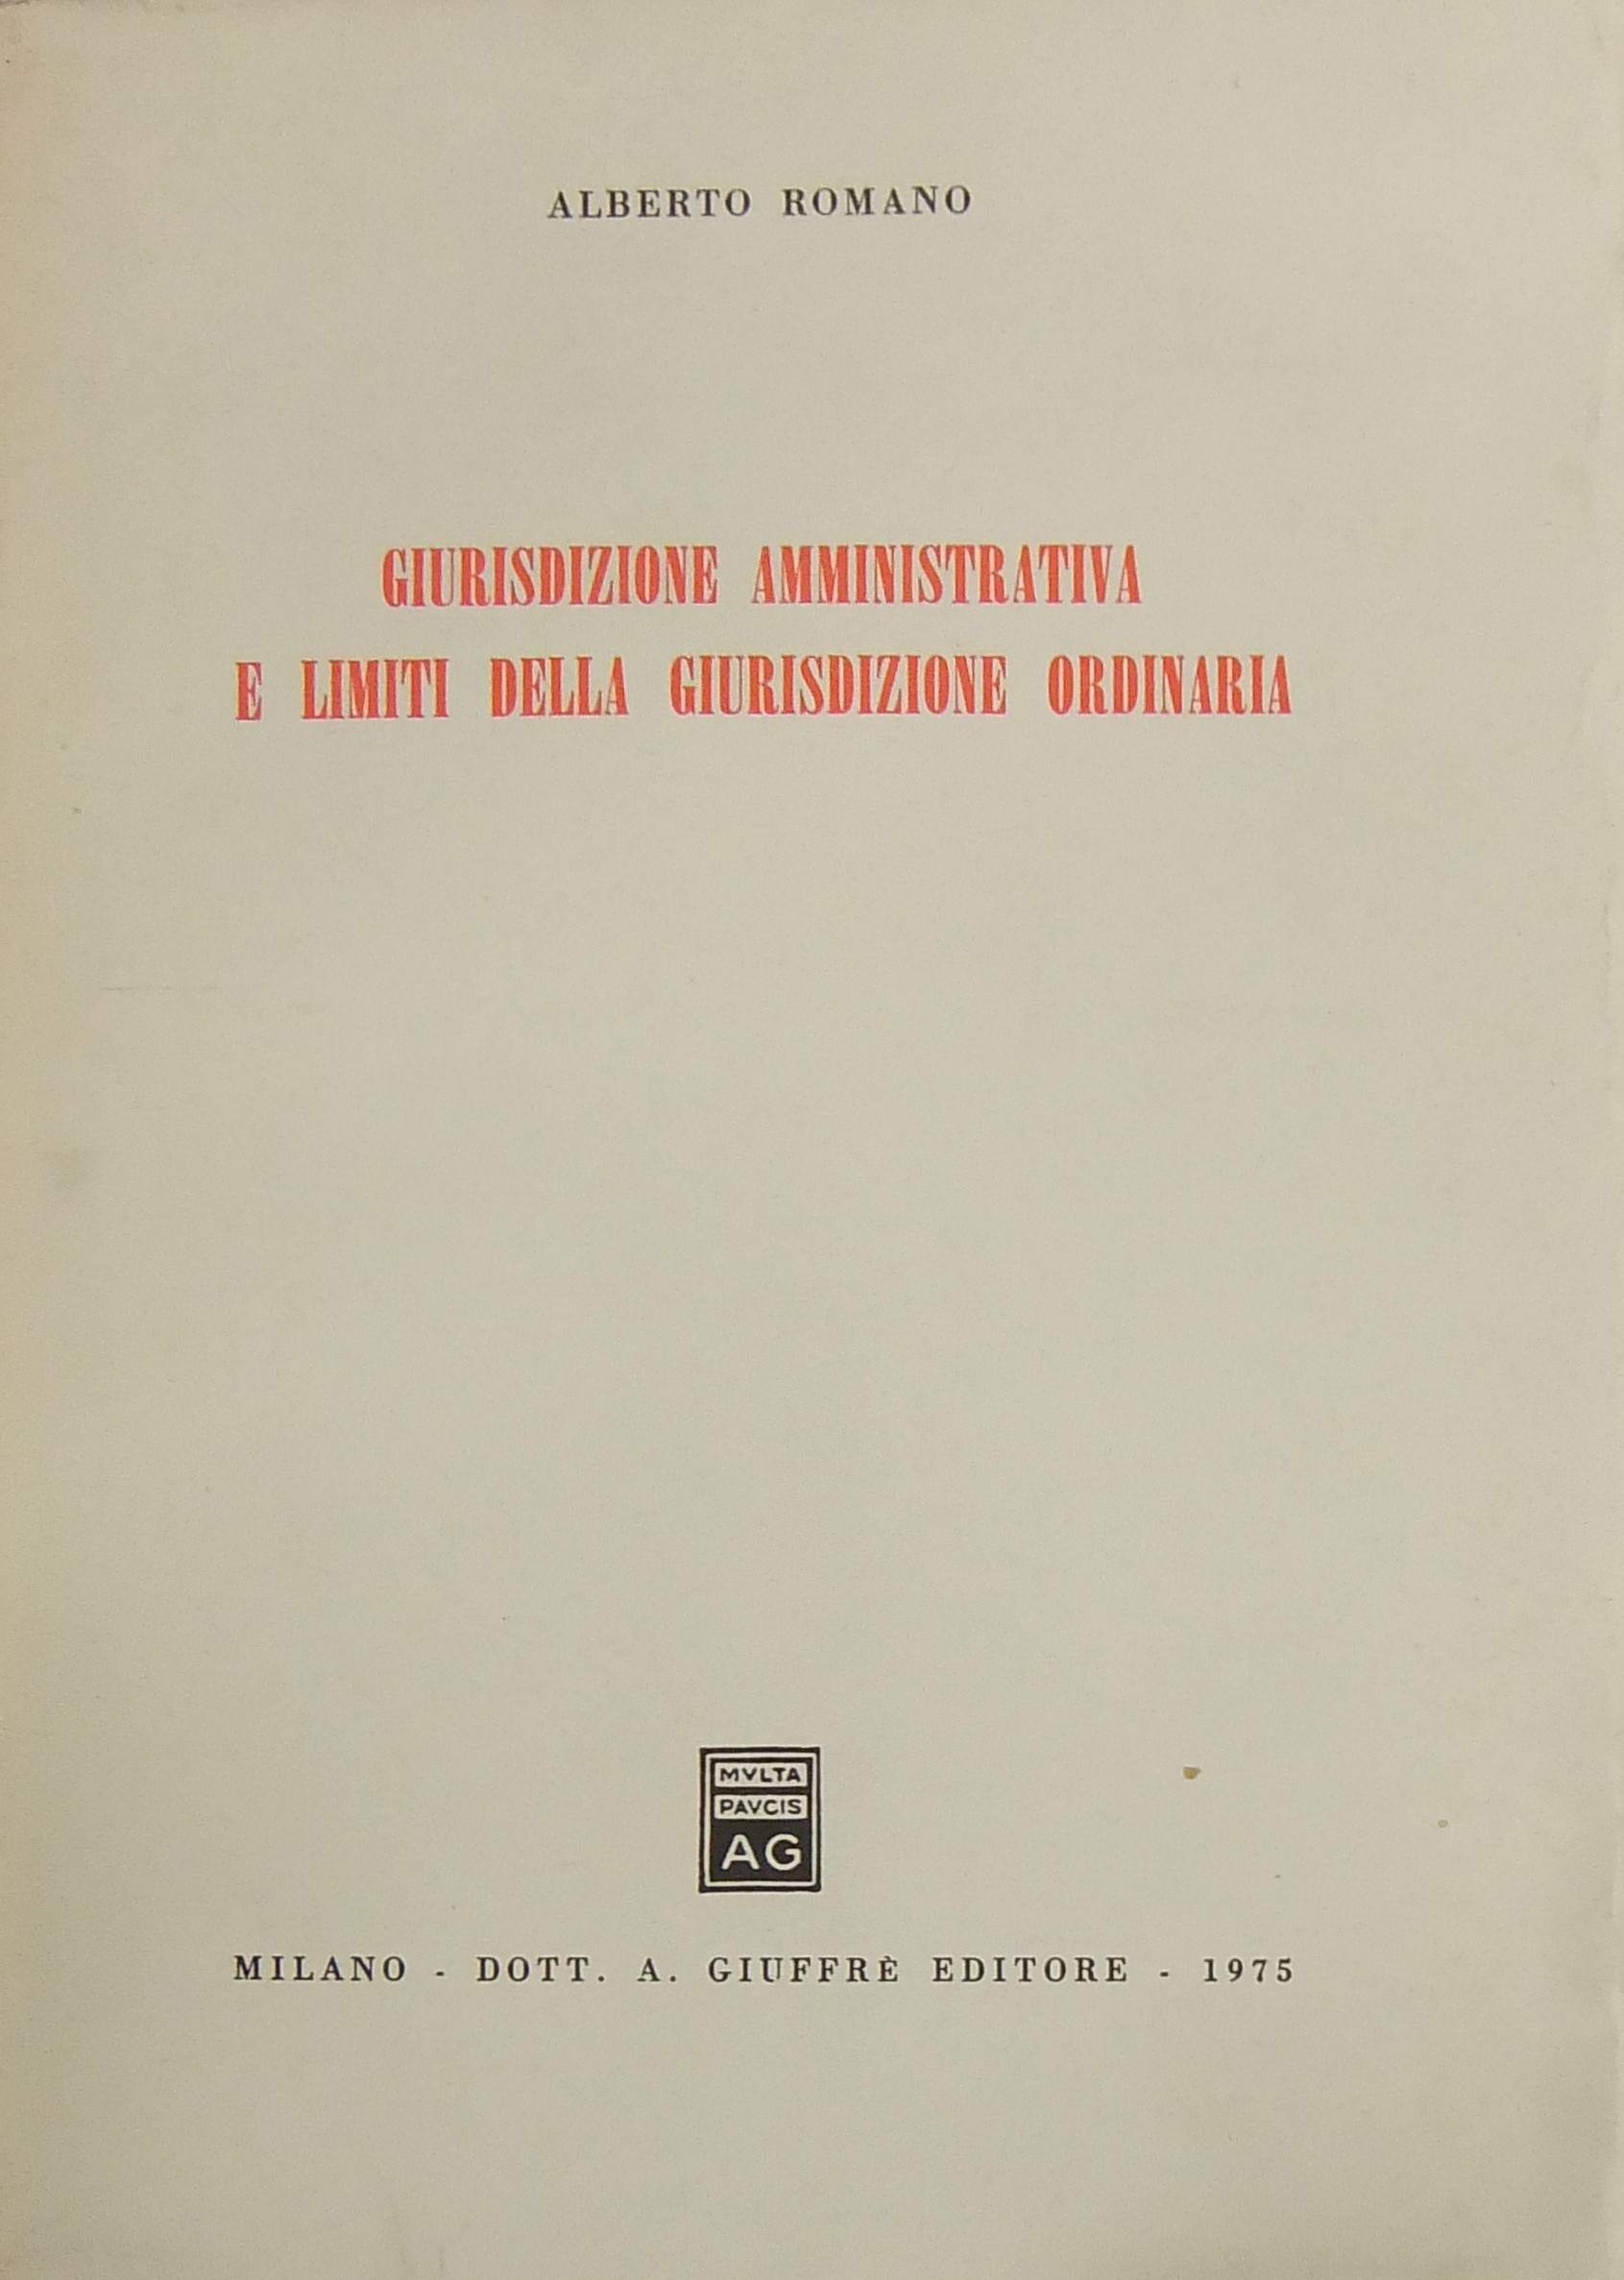 ALBERTO ROMANO
GIURISDIZIONE AMMINISTRATIVA
E LIMITI DELLA GIURISDIZIONE ORDINARIA
MVLTA
PAVCIS
AG
MILANO - DOTT. A. GIUFFRÈ EDITORE - 1975